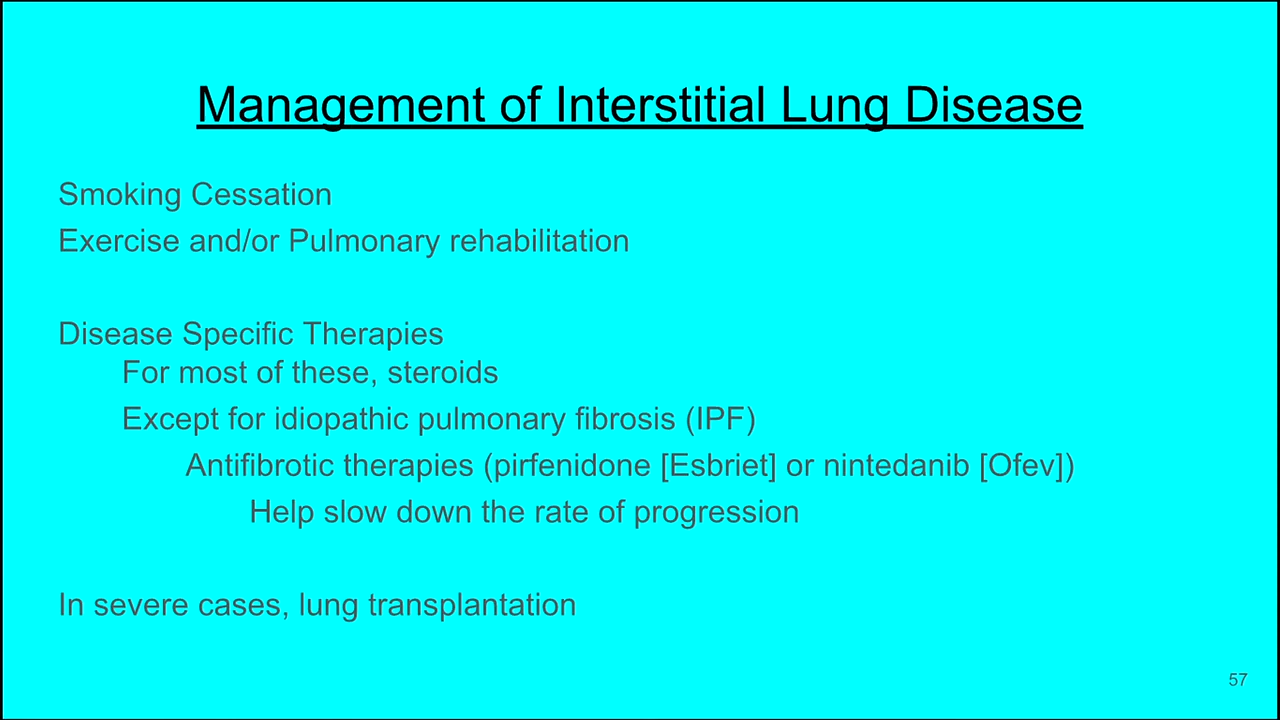 Management of Interstitial Lung Disease
Smoking Cessation
Exercise and/or Pulmonary rehabilitation
Disease Specific Therapies
For most of these, steroids
Except for idiopathic pulmonary fibrosis (IPF)
Antifibrotic therapies (pirfenidone [Esbriet] or nintedanib [Ofev])
Help slow down the rate of progression
In severe cases, lung transplantation
57